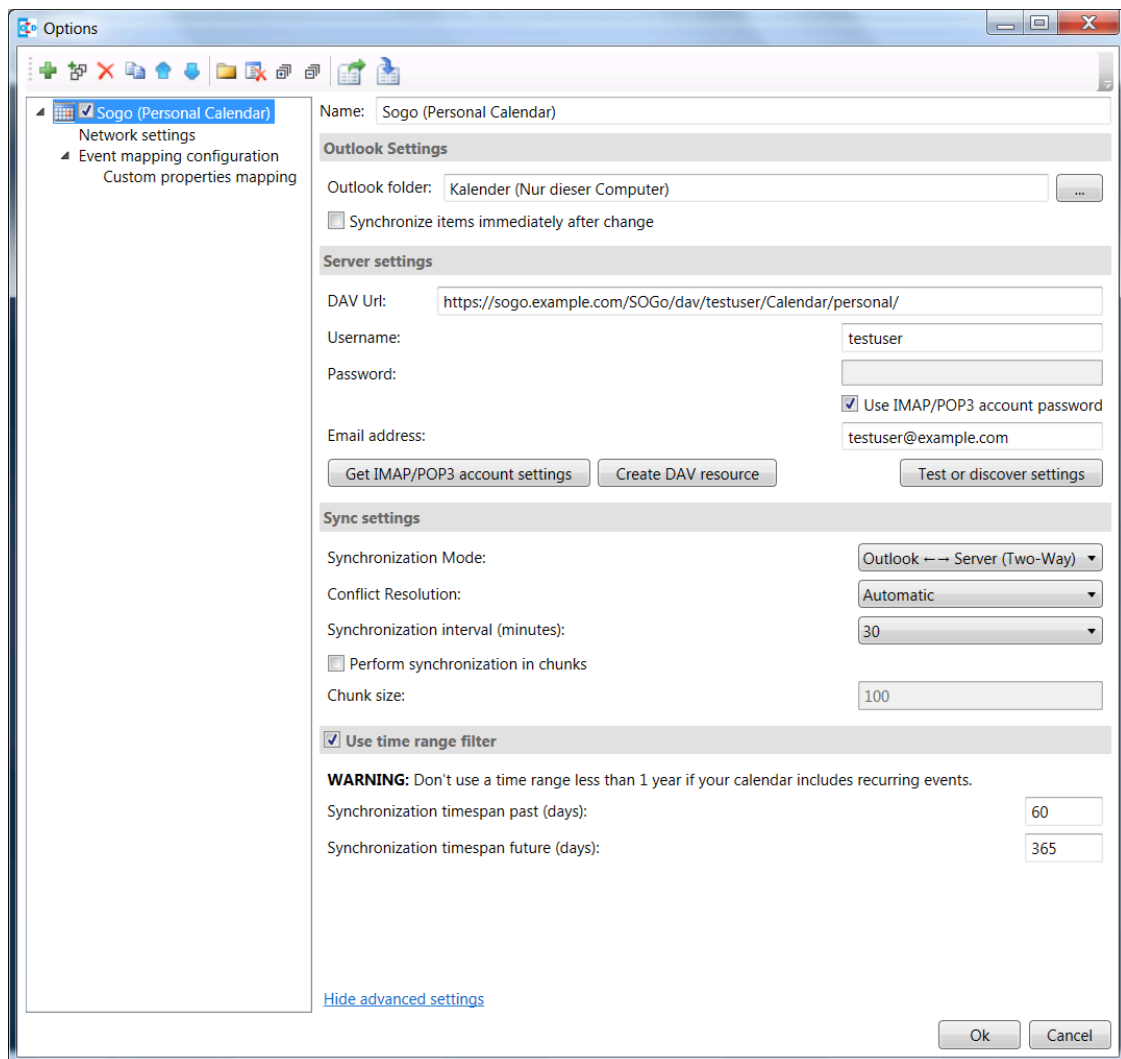 Options
Sogo (Personal Calendar)
Network settings
Event mapping configuration
Custom properties mapping
Name: Sogo (Personal Calendar)
Outlook Settings
Outlook folder: Kalender (Nur dieser Computer) ...
Synchronize items immediately after change
Server settings
DAV Url: https://sogo.example.com/SOGo/dav/testuser/Calendar/personal/
Username: testuser
Password:
Use IMAP/POP3 account password
Email address: testuser@example.com
Get IMAP/POP3 account settings Create DAV resource Test or discover settings
Sync settings
Synchronization Mode: Outlook ←→ Server (Two-Way)
Conflict Resolution: Automatic
Synchronization interval (minutes): 30
Perform synchronization in chunks
Chunk size: 100
Use time range filter
WARNING: Don't use a time range less than 1 year if your calendar includes recurring events.
Synchronization timespan past (days): 60
Synchronization timespan future (days): 365
Hide advanced settings
Ok Cancel